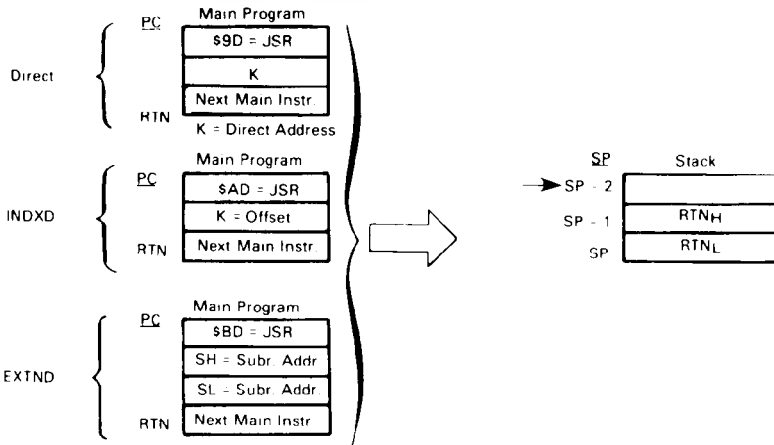 Direct
PC
Main Program
$9D = JSR
K
Next Main Instr.
RTN
K = Direct Address
INDXD
PC
Main Program
$AD = JSR
K = Offset
Next Main Instr.
RTN
EXTND
PC
Main Program
$BD = JSR
SH = Subr. Addr.
SL = Subr. Addr.
Next Main Instr
RTN
SP Stack
SP - 2
SP - 1 RTNH
SP RTNL